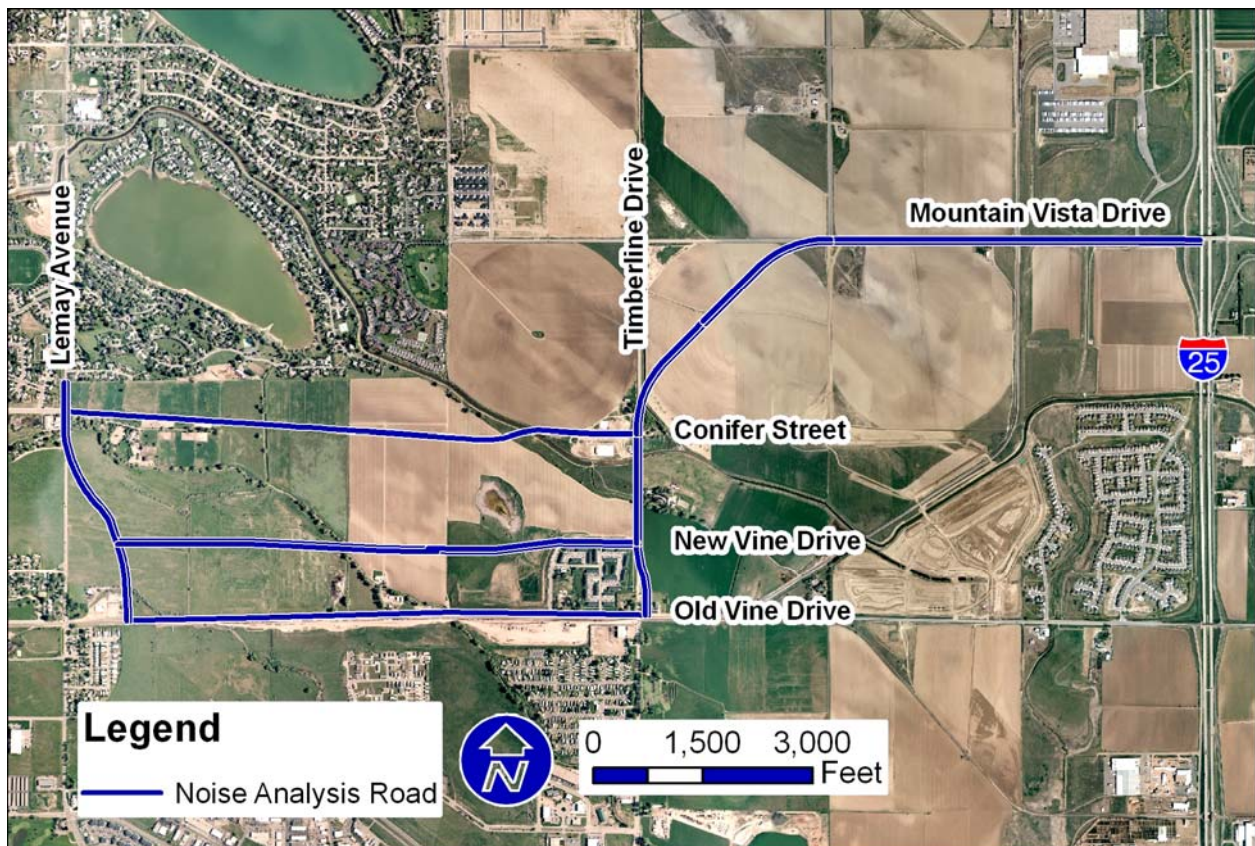 Mountain Vista Drive
Lemay Avenue
Timberline Drive
25
Conifer Street
New Vine Drive
Old Vine Drive
Legend
Noise Analysis Road
N
0 1,500 3,000
Feet